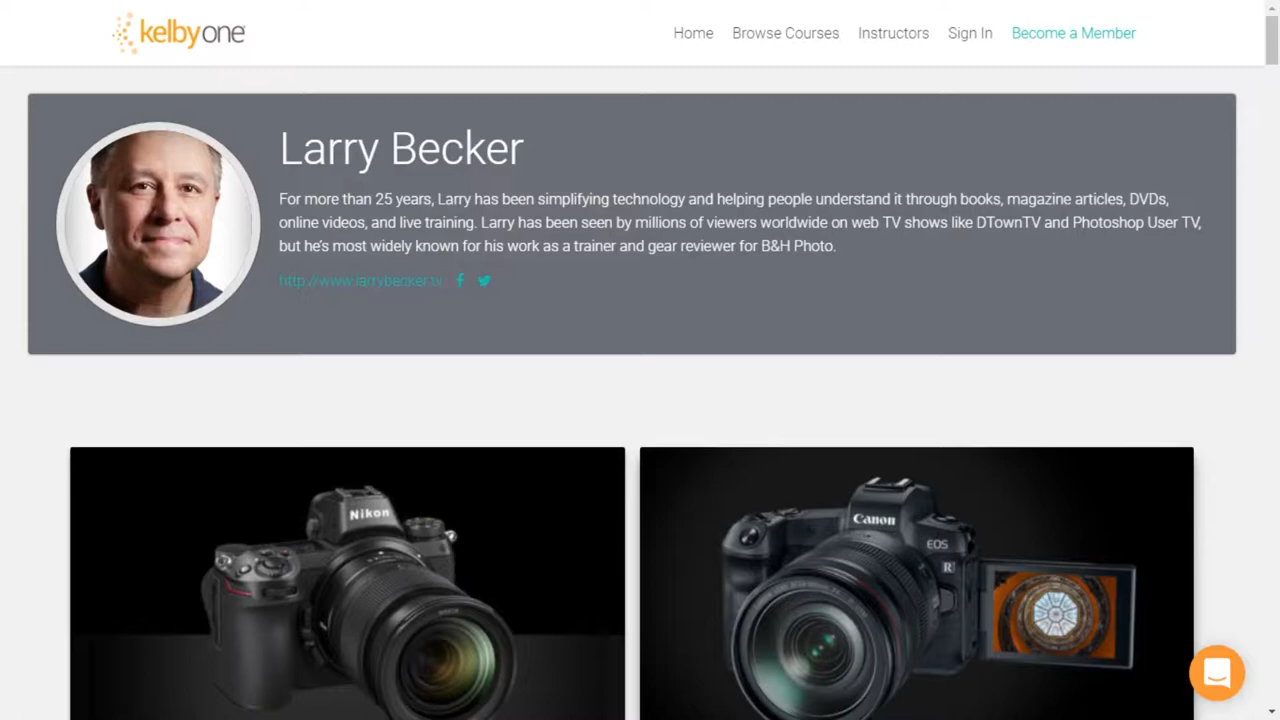 kelbyone
Home Browse Courses Instructors Sign In Become a Member
Larry Becker
For more than 25 years, Larry has been simplifying technology and helping people understand it through books, magazine articles, DVDs,
online videos, and live training. Larry has been seen by millions of viewers worldwide on web TV shows like DTownTV and Photoshop User TV,
but he's most widely known for his work as a trainer and gear reviewer for B&H Photo.
http://www.larrybecker.tv
Nikon
Canon
EOS
R